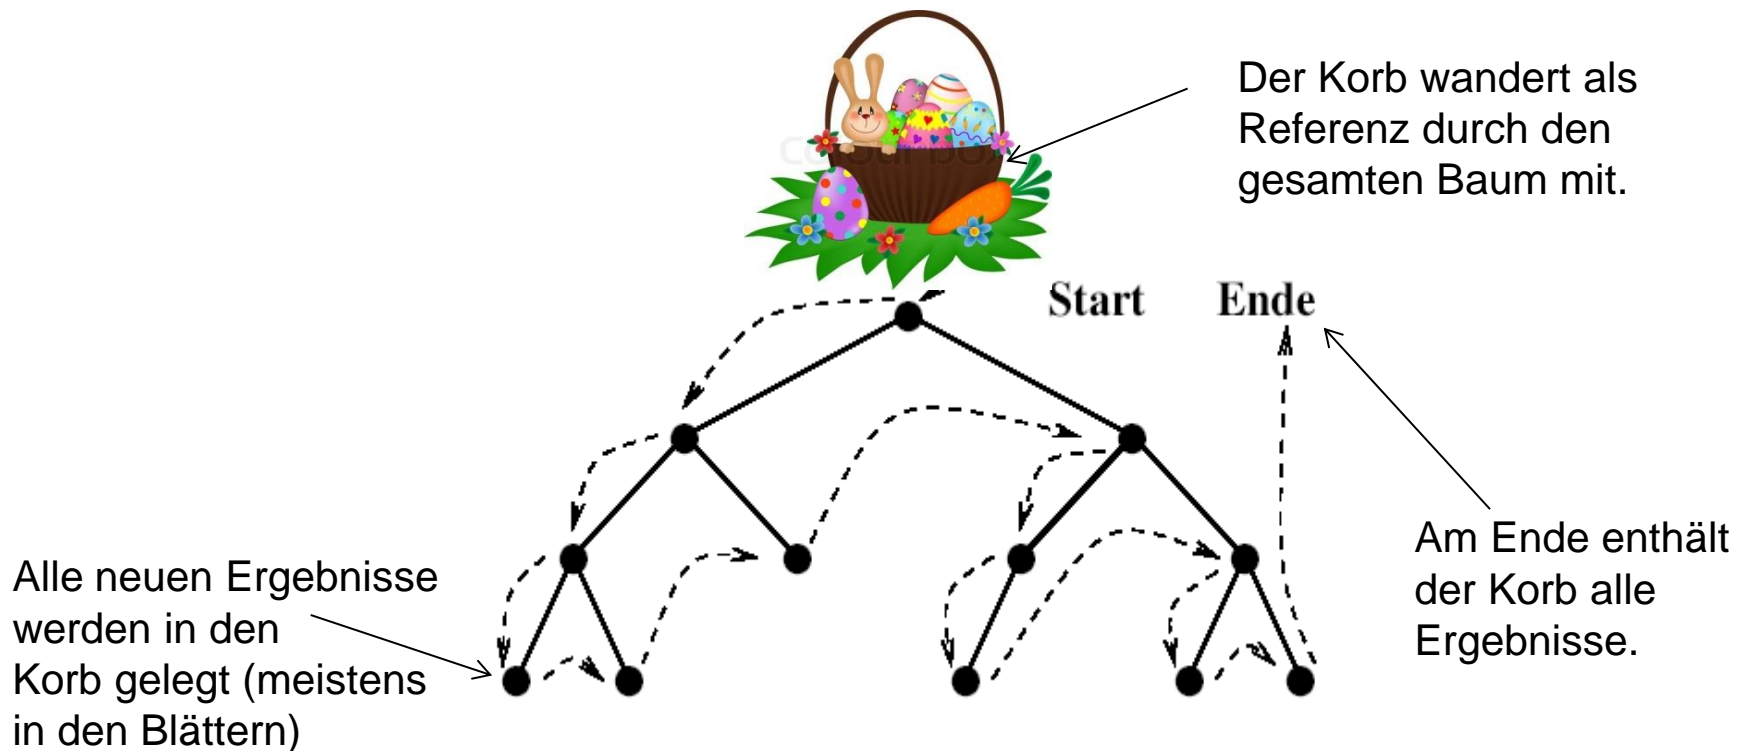 Der Korb wandert als
Referenz durch den
gesamten Baum mit.
Start
Ende
Alle neuen Ergebnisse
werden in den
Korb gelegt (meistens
in den Blättern)
Am Ende enthält
der Korb alle
Ergebnisse.